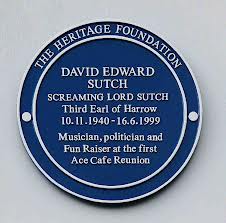 THE HERITAGE FOUNDATION
DAVID EDWARD
SUTCH
SCREAMING LORD SUTCH
Third Earl of Harrow
10.11.1940-16.6.1999
Musician, politician and
Fun Raiser at the first
Ace Cafe Reunion